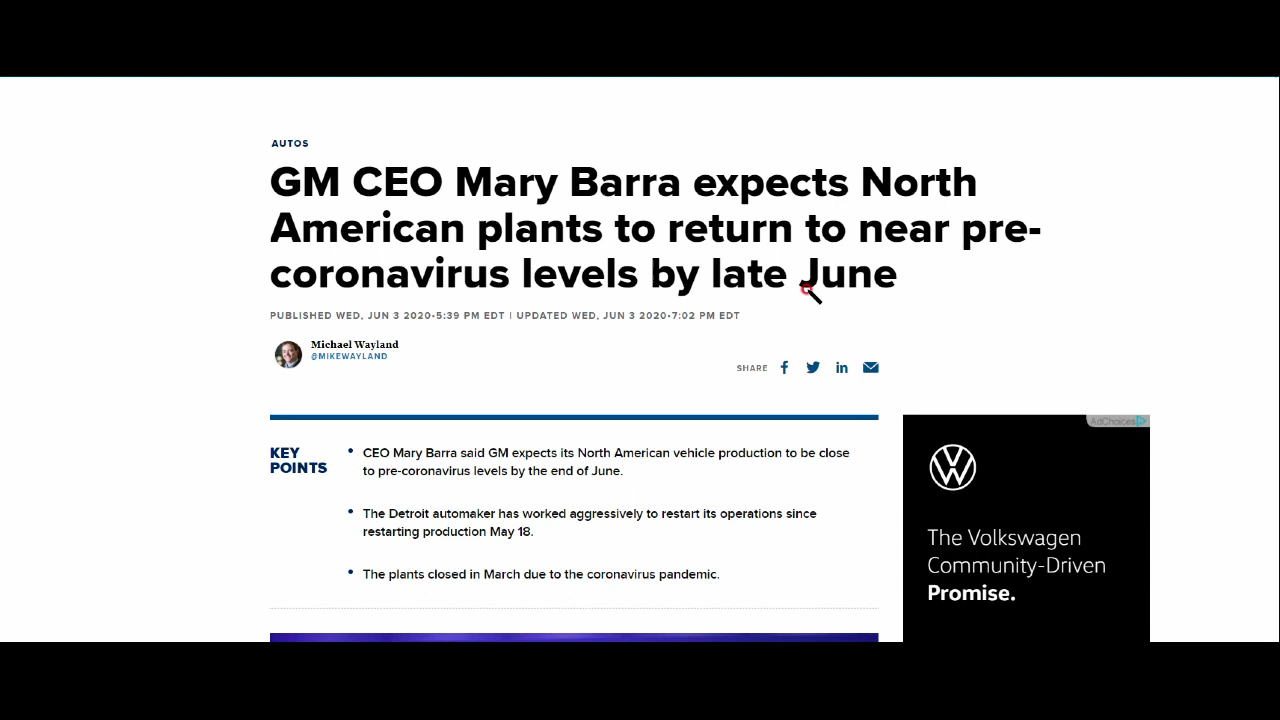 AUTOS
GM CEO Mary Barra expects North
American plants to return to near pre-
coronavirus levels by late June
PUBLISHED WED, JUN 3 2020•5:39 PM EDT | UPDATED WED, JUN 3 2020•7:02 PM EDT
Michael Wayland
@MIKEWAYLAND
SHARE
KEY
POINTS
CEO Mary Barra said GM expects its North American vehicle production to be close
to pre-coronavirus levels by the end of June.
The Detroit automaker has worked aggressively to restart its operations since
restarting production May 18.
The plants closed in March due to the coronavirus pandemic.
AdChoices
The Volkswagen
Community-Driven
Promise.